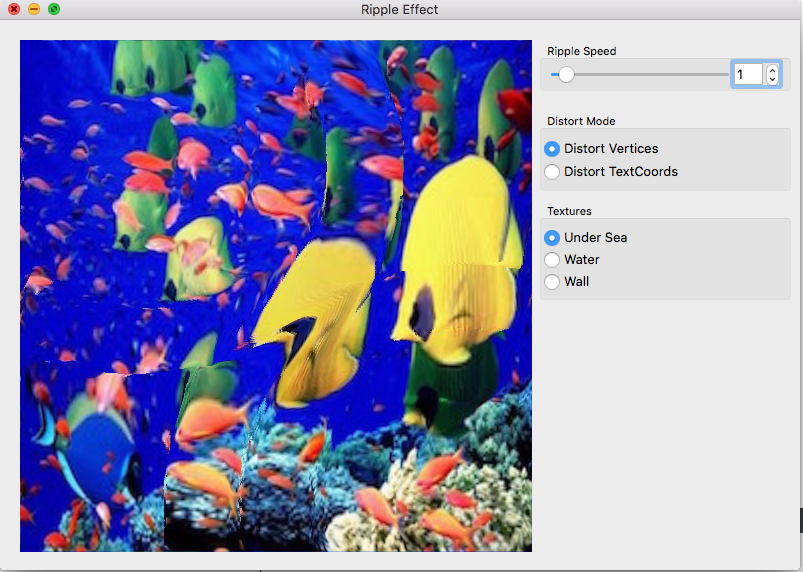 Ripple Effect
Ripple Speed
1
Distort Mode
Distort Vertices
Distort TextCoords
Textures
Under Sea
Water
Wall